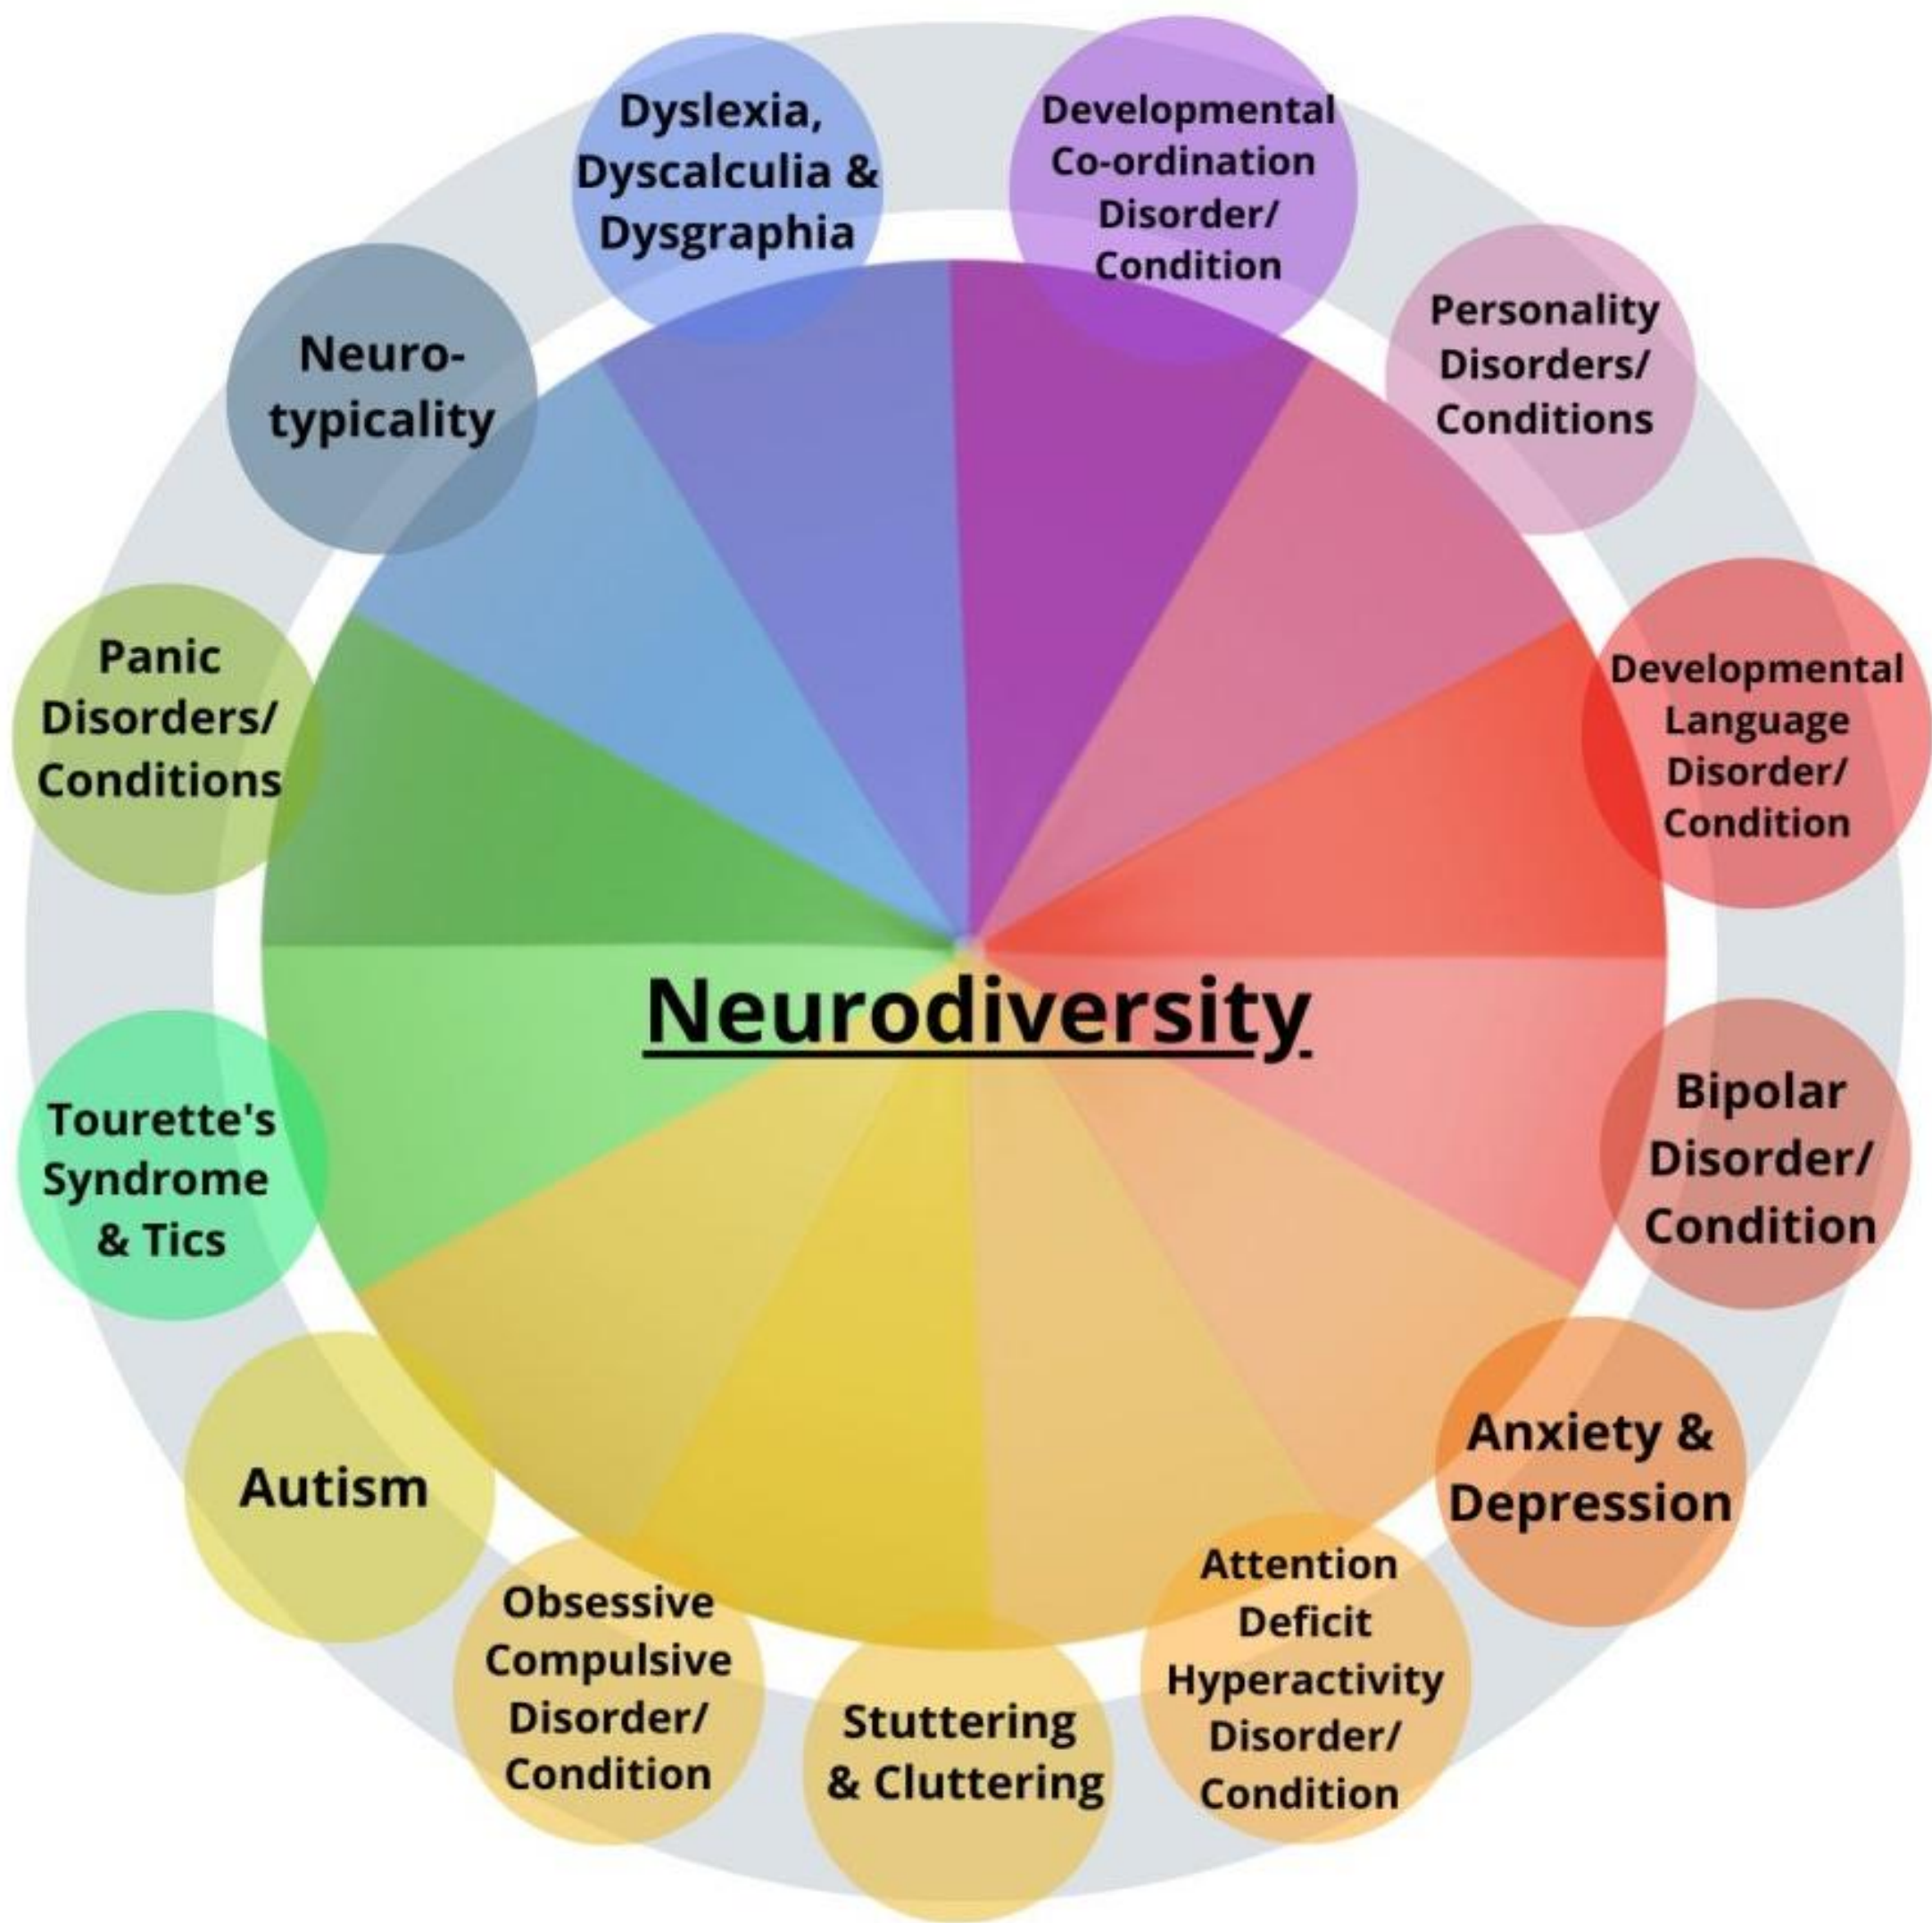 Dyslexia,
Dyscalculia &
Dysgraphia
Developmental
Co-ordination
Disorder/
Condition
Personality
Disorders/
Conditions
Developmental
Language
Disorder/
Condition
Bipolar
Disorder/
Condition
Anxiety &
Depression
Attention
Deficit
Hyperactivity
Disorder/
Condition
Stuttering
& Cluttering
Obsessive
Compulsive
Disorder/
Condition
Autism
Tourette's
Syndrome
& Tics
Panic
Disorders/
Conditions
Neuro-
typicality
Neurodiversity